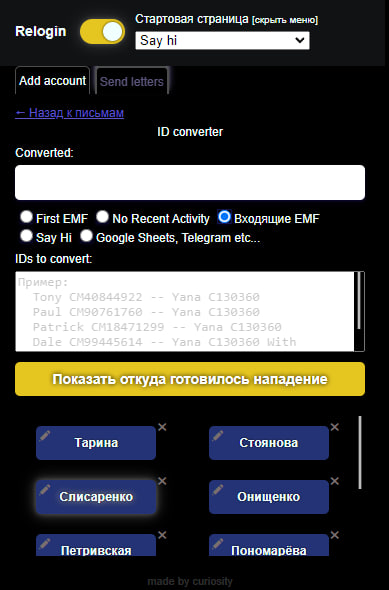 Relogin
Стартовая страница [скрыть меню]
Say hi
Add account
Send letters
← Назад к письмам
ID converter
Converted:
First EMF No Recent Activity Входящие EMF
Say Hi Google Sheets, Telegram etc...
IDs to convert:
Пример:
Tony CM40844922 -- Yana C130360
Paul CM90761760 -- Yana C130360
Patrick CM18471299 -- Yana C130360
Dale CM99445614 -- Yana C130360 With
Показать откуда готовилось нападение
Тарина
Стоянова
Слисаренко
Онищенко
Петривская
Пономарёва
made by curiosity